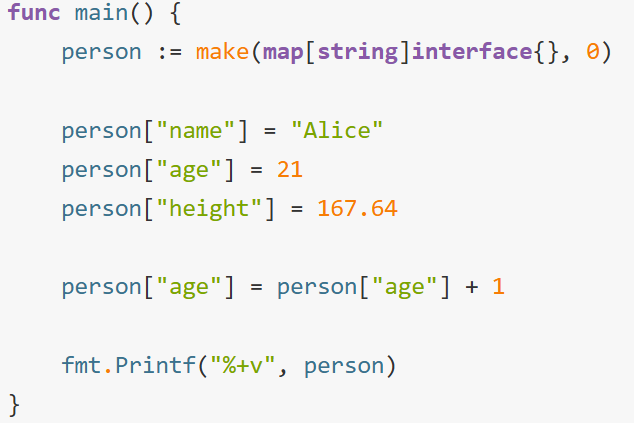 func main() {
    person := make(map[string]interface{}, 0)

    person["name"] = "Alice"
    person["age"] = 21
    person["height"] = 167.64

    person["age"] = person["age"] + 1

    fmt.Printf("%+v", person)
}